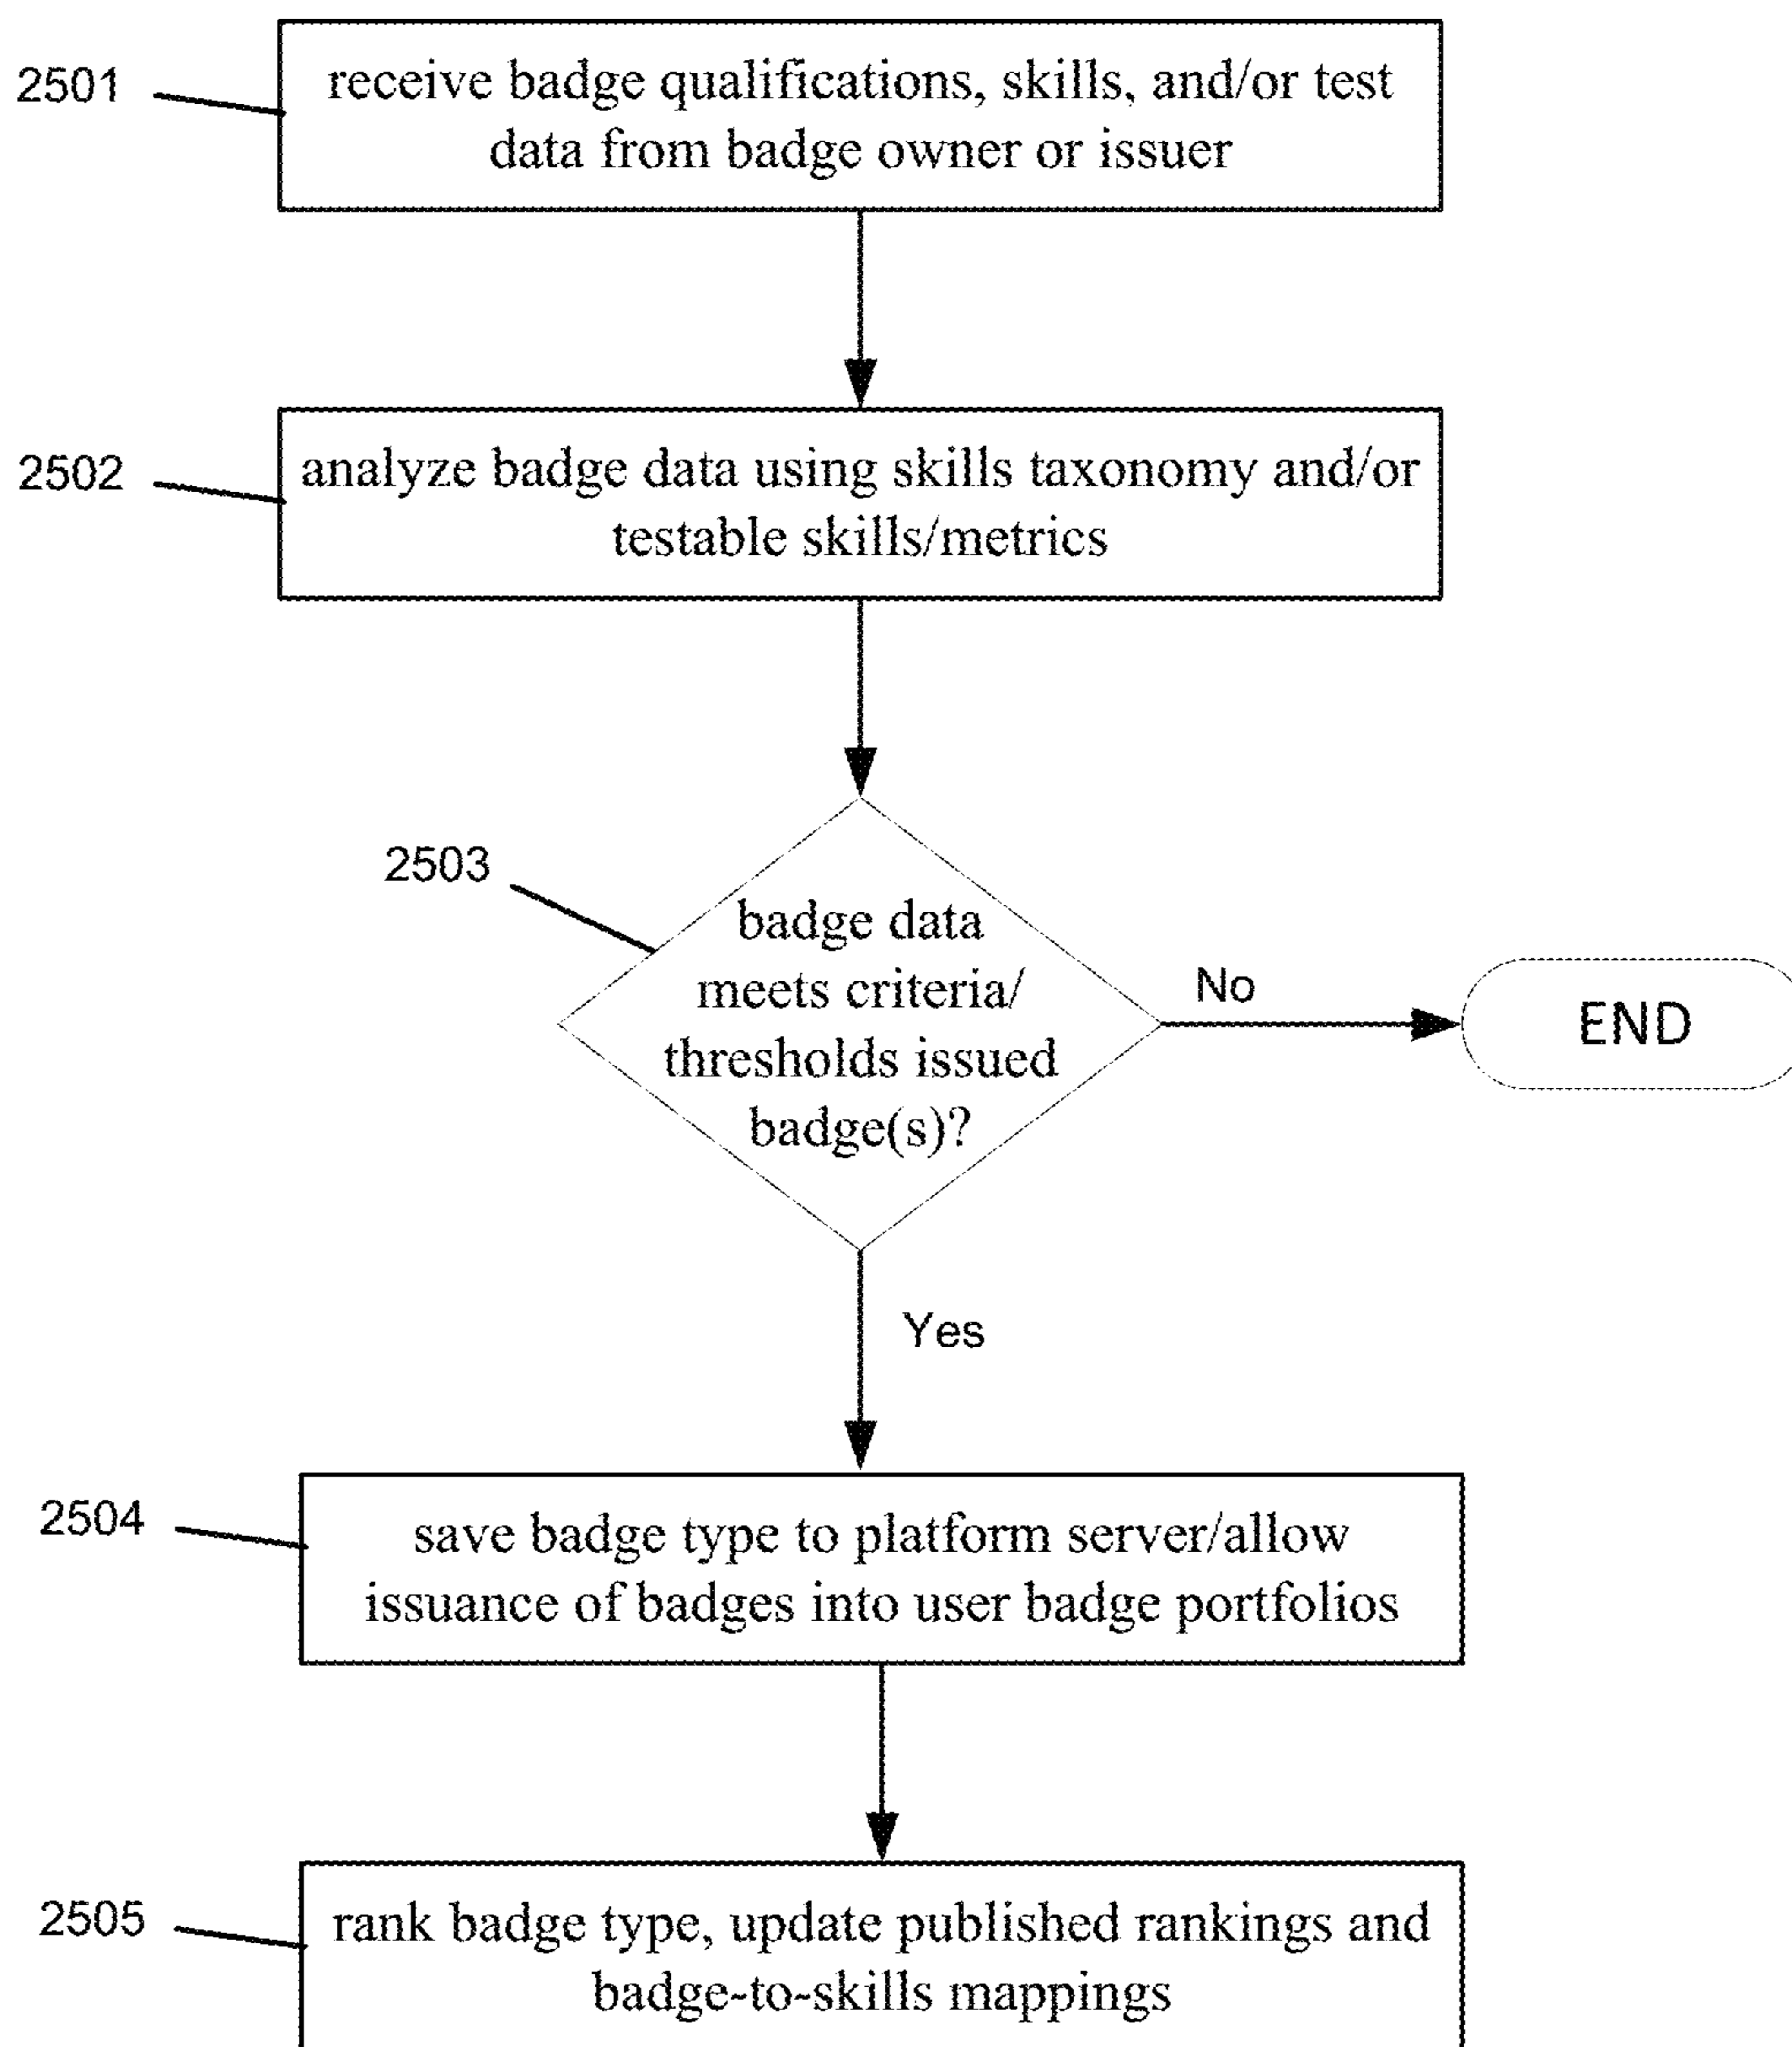 2501
receive badge qualifications, skills, and/or test
data from badge owner or issuer
2502
analyze badge data using skills taxonomy and/or
testable skills/metrics
2503
badge data
meets criteria/
thresholds issued
badge(s)?
No
END
Yes
2504
save badge type to platform server/allow
issuance of badges into user badge portfolios
2505
rank badge type, update published rankings and
badge-to-skills mappings